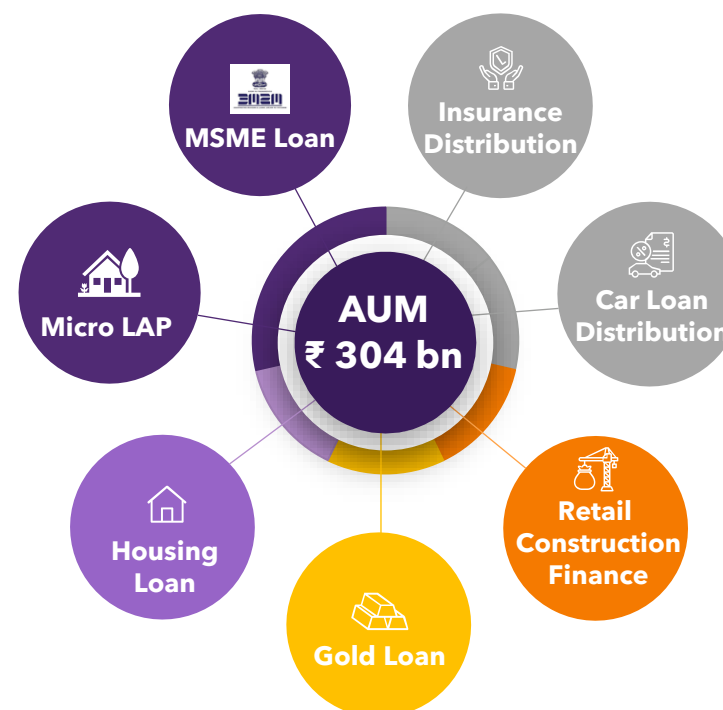 MSME Loan
Insurance
Distribution
Micro LAP
AUM
₹ 304 bn
Car Loan
Distribution
Housing
Loan
Gold Loan
Retail
Construction
Finance